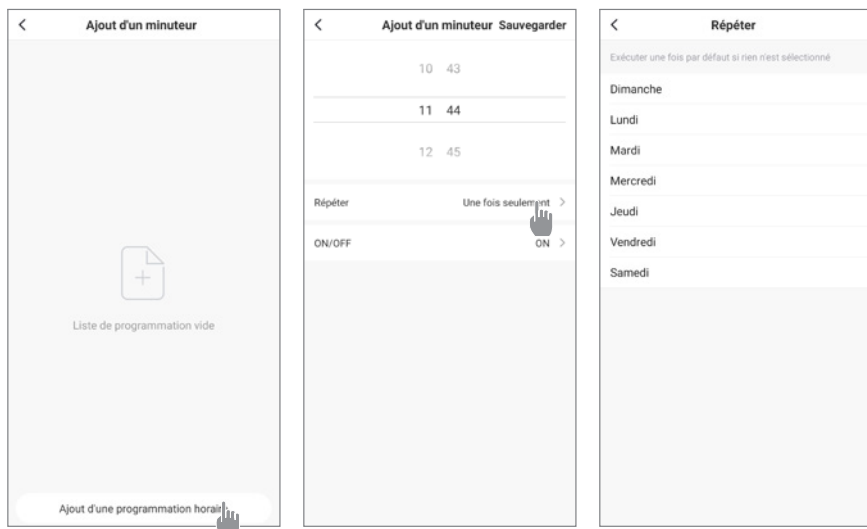 Ajout d'un minuteur
Liste de programmation vide
Ajout d'une programmation horaire
Ajout d'un minuteur Sauvegarder
10 43
11 44
12 45
Répéter Une fois seulement
ON/OFF ON
Répéter
Exécuter une fois par défaut si rien n'est sélectionné
Dimanche
Lundi
Mardi
Mercredi
Jeudi
Vendredi
Samedi